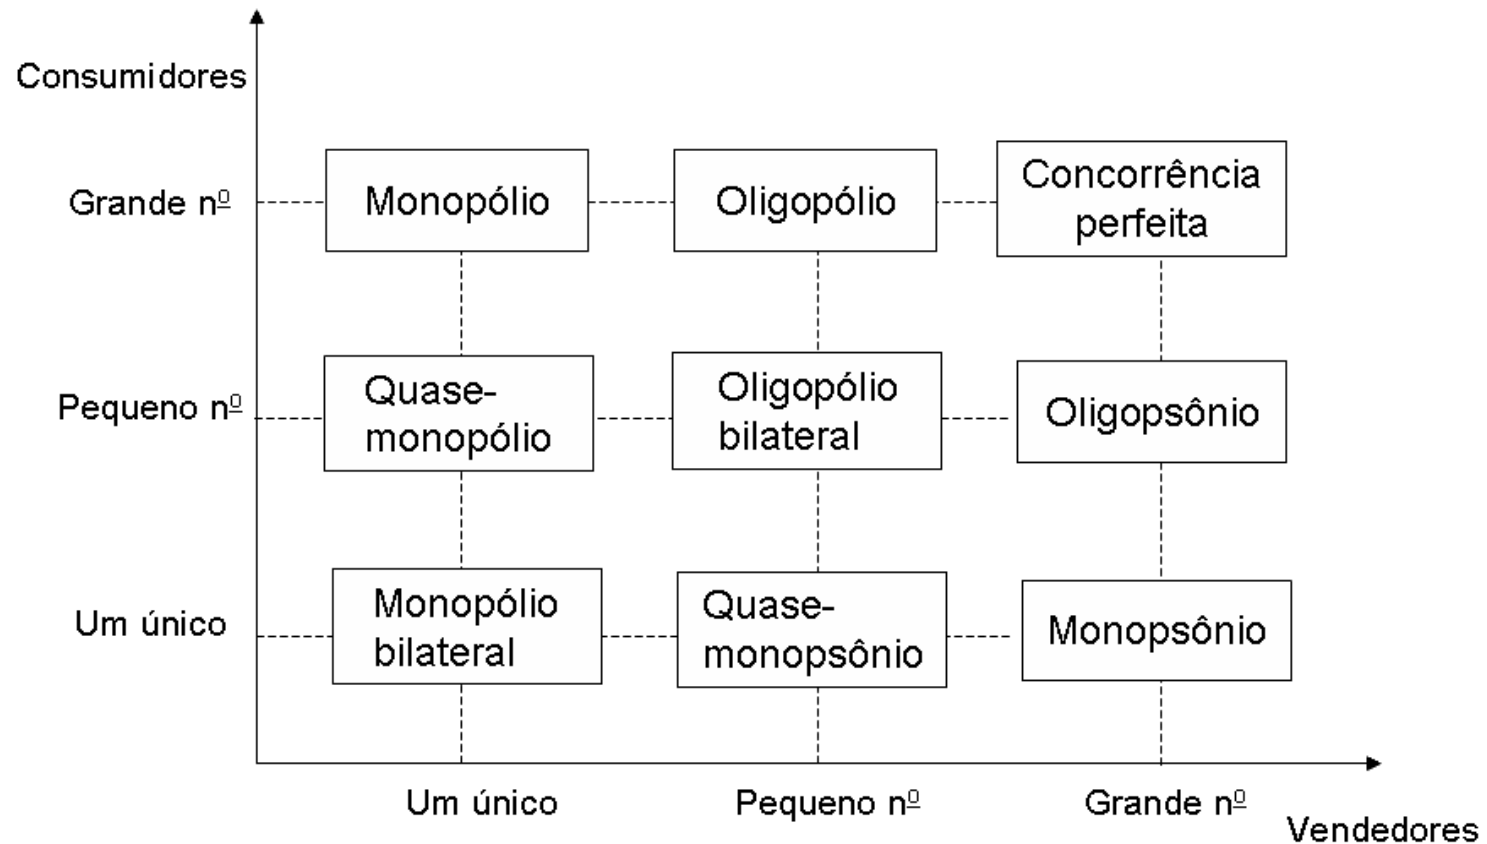 Consumidores
Grande nº
Monopólio
Oligopólio
Concorrência
perfeita
Pequeno nº
Quase-
monopólio
Oligopólio
bilateral
Oligopsônio
Um único
Monopólio
bilateral
Quase-
monopsônio
Monopsônio
Um único
Pequeno nº
Grande nº
Vendedores